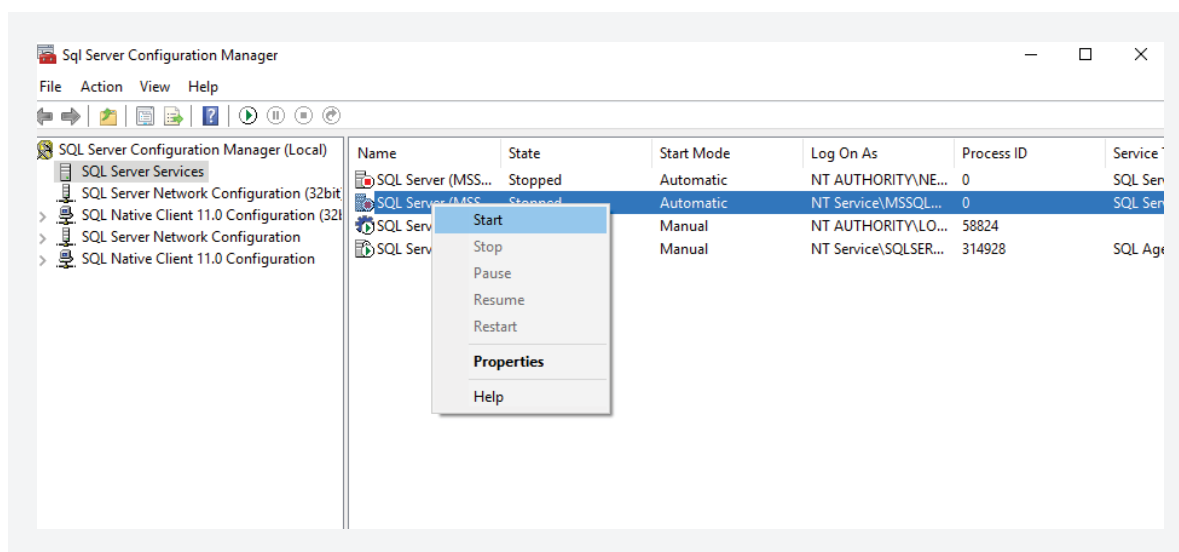 Sql Server Configuration Manager
File Action View Help
SQL Server Configuration Manager (Local)
SQL Server Services
SQL Server Network Configuration (32bit
SQL Native Client 11.0 Configuration (32b
SQL Server Network Configuration
SQL Native Client 11.0 Configuration
Name State Start Mode Log On As Process ID Service
SQL Server (MSS... Stopped Automatic NT AUTHORITY\NE... 0 SQL Ser
SQL Server (MSS... Stopped Automatic NT Service\MSSQL... 0 SQL Ser
SQL Serv Manual NT AUTHORITY\LO... 58824
SQL Serv Manual NT Service\SQLSER... 314928 SQL Age
Start
Stop
Pause
Resume
Restart
Properties
Help